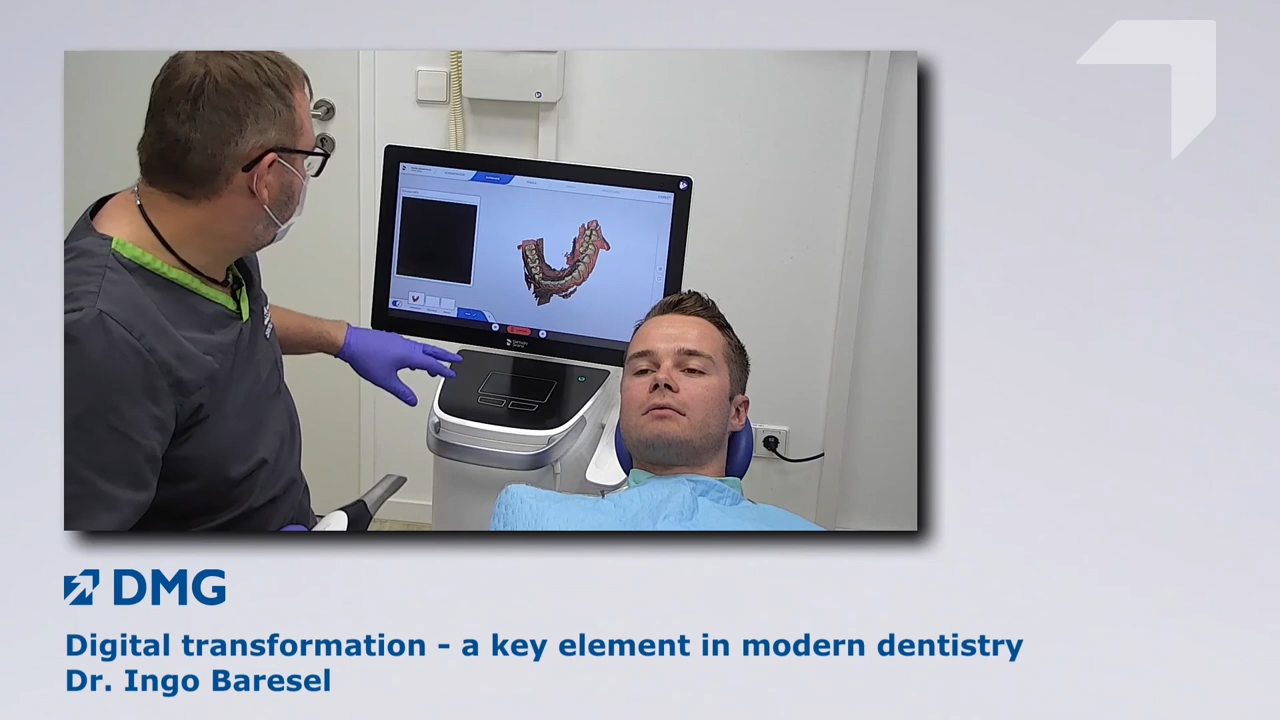 DMG
Digital transformation - a key element in modern dentistry
Dr. Ingo Baresel